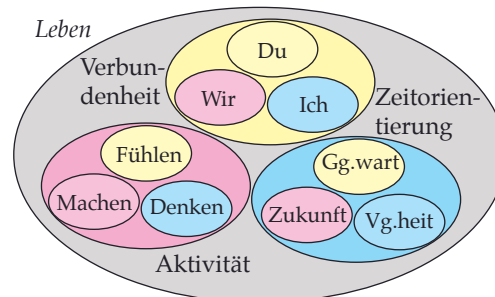 Leben
Du
Verbun-
denheit
Wir
Ich
Zeitorien-
tierung
Fühlen
Machen
Denken
Aktivität
Gg.wart
Zukunft
Vg.heit